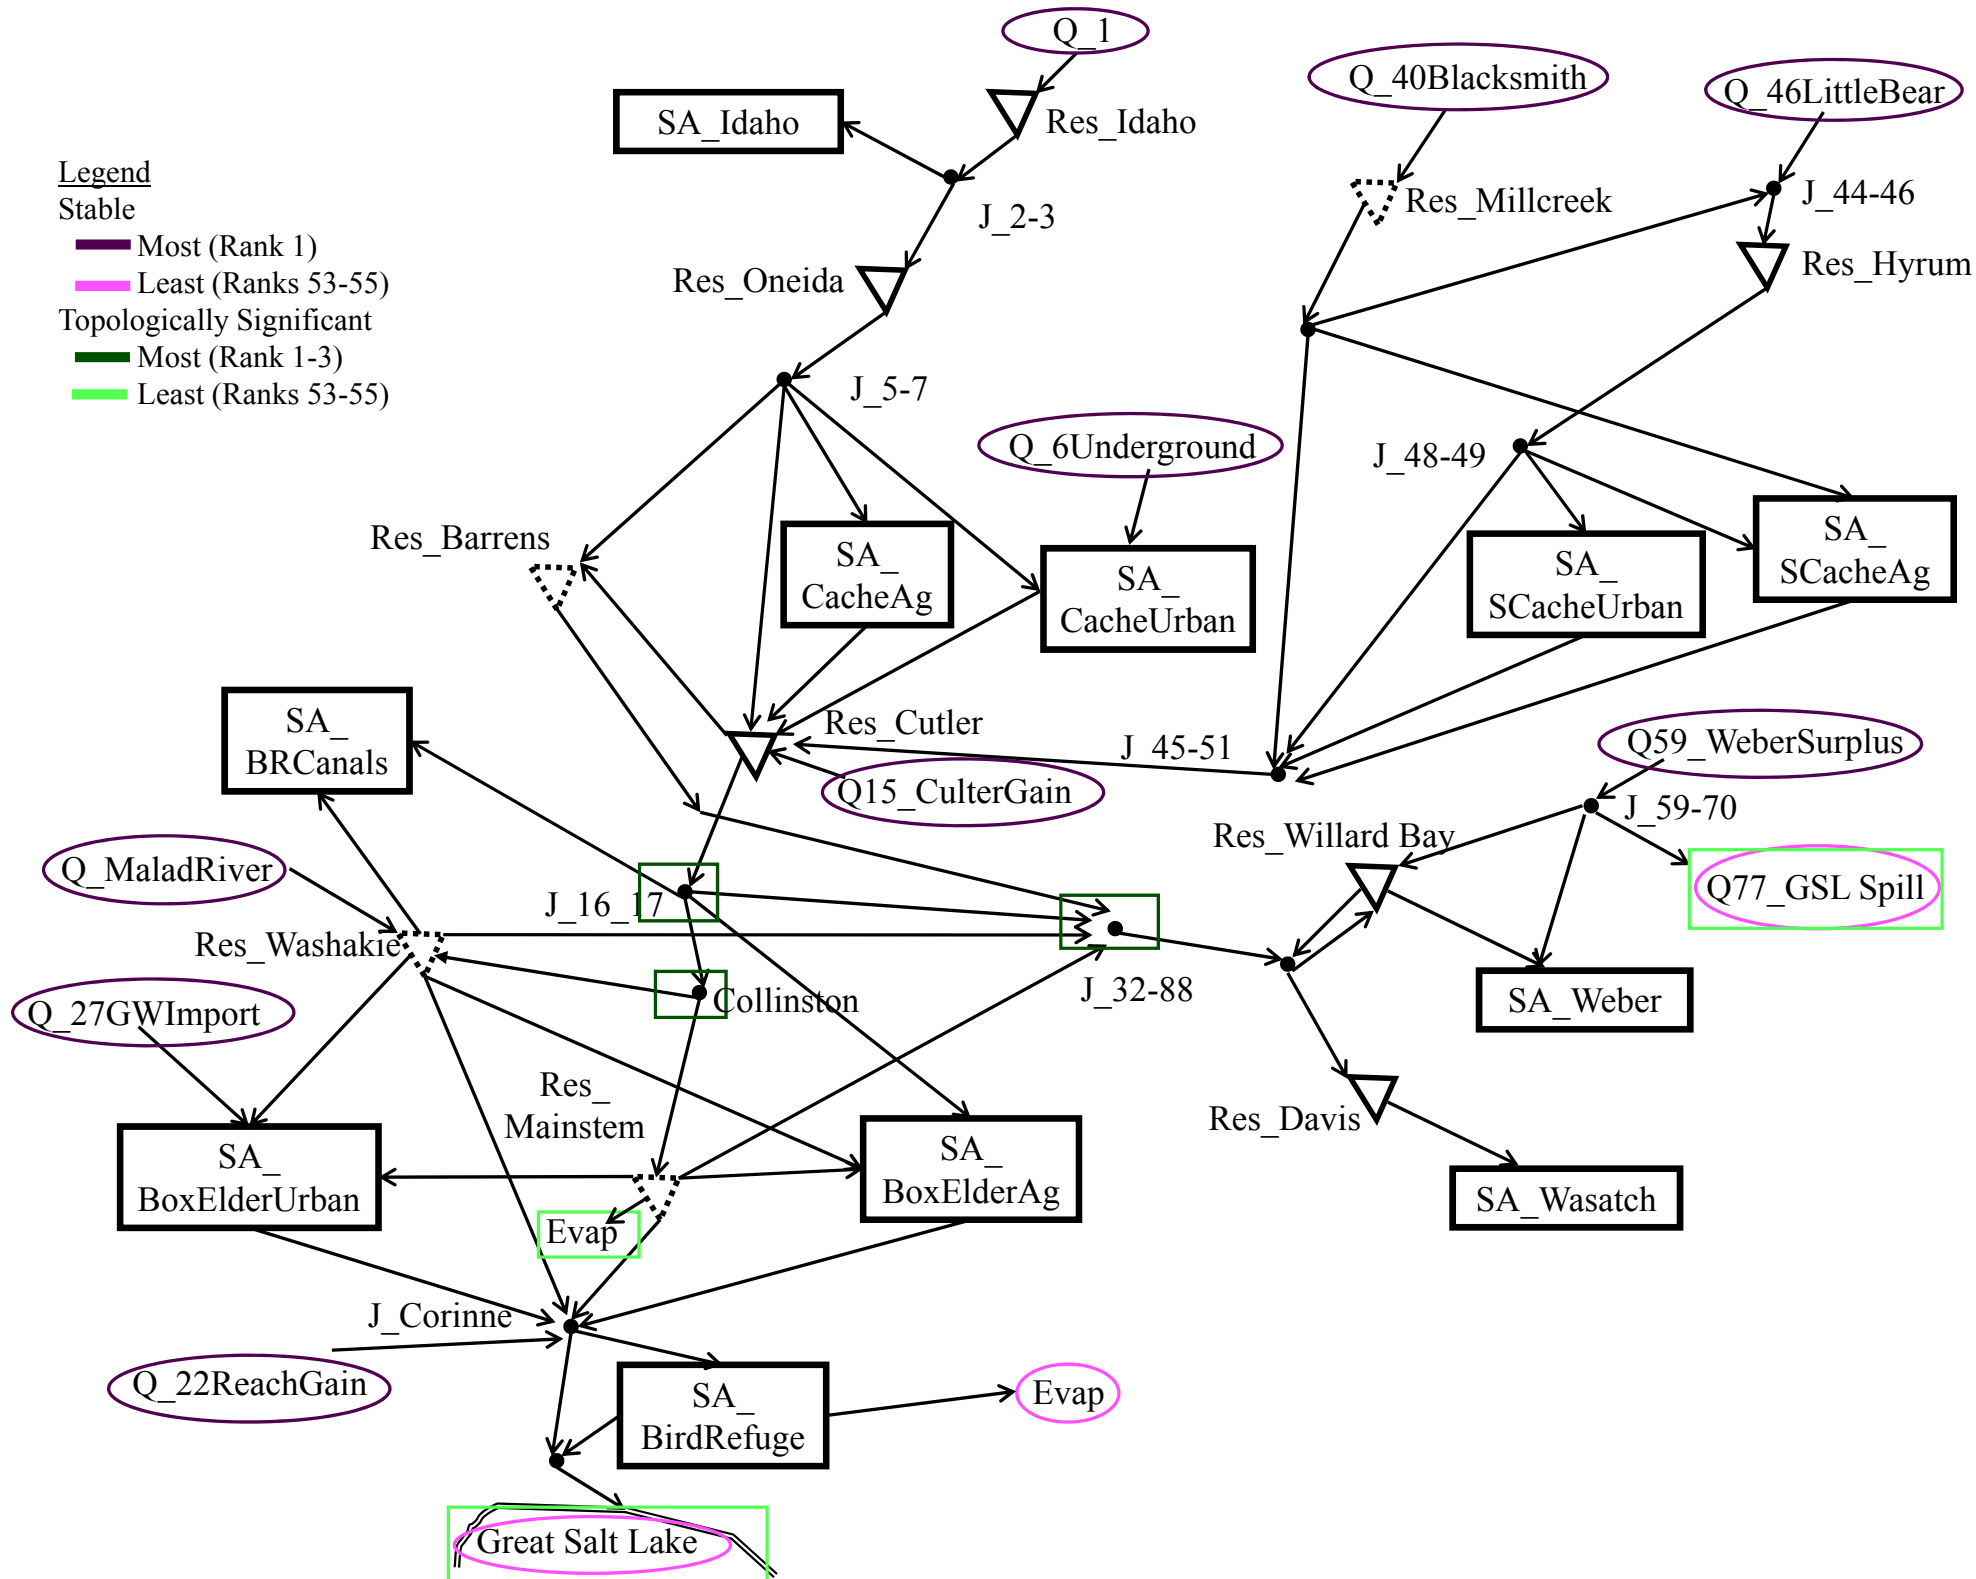 Q_1
Q_40Blacksmith
Q_46LittleBear
SA_Idaho
Res_Idaho
Legend
Stable
Most (Rank 1)
Least (Ranks 53-55)
Topologically Significant
Most (Rank 1-3)
Least (Ranks 53-55)
J_2-3
Res_Millcreek
J_44-46
Res_Oneida
Res_Hyrum
J_5-7
Q_6Underground
J_48-49
Res_Barrens
SA_
CacheAg
SA_
CacheUrban
SA_
SCacheUrban
SA_
SCacheAg
SA_
BRCanals
Res_Cutler
J_45-51
Q59_WeberSurplus
Q15_CulterGain
J_59-70
Res_Willard Bay
Q_MaladRiver
J_16_17
Q77_GSL Spill
Res_Washakie
Q_27GWImport
Collinston
J_32-88
SA_Weber
Res_
Mainstem
Res_Davis
SA_
BoxElderUrban
SA_
BoxElderAg
SA_Wasatch
Evap
J_Corinne
Q_22ReachGain
SA_
BirdRefuge
Evap
Great Salt Lake